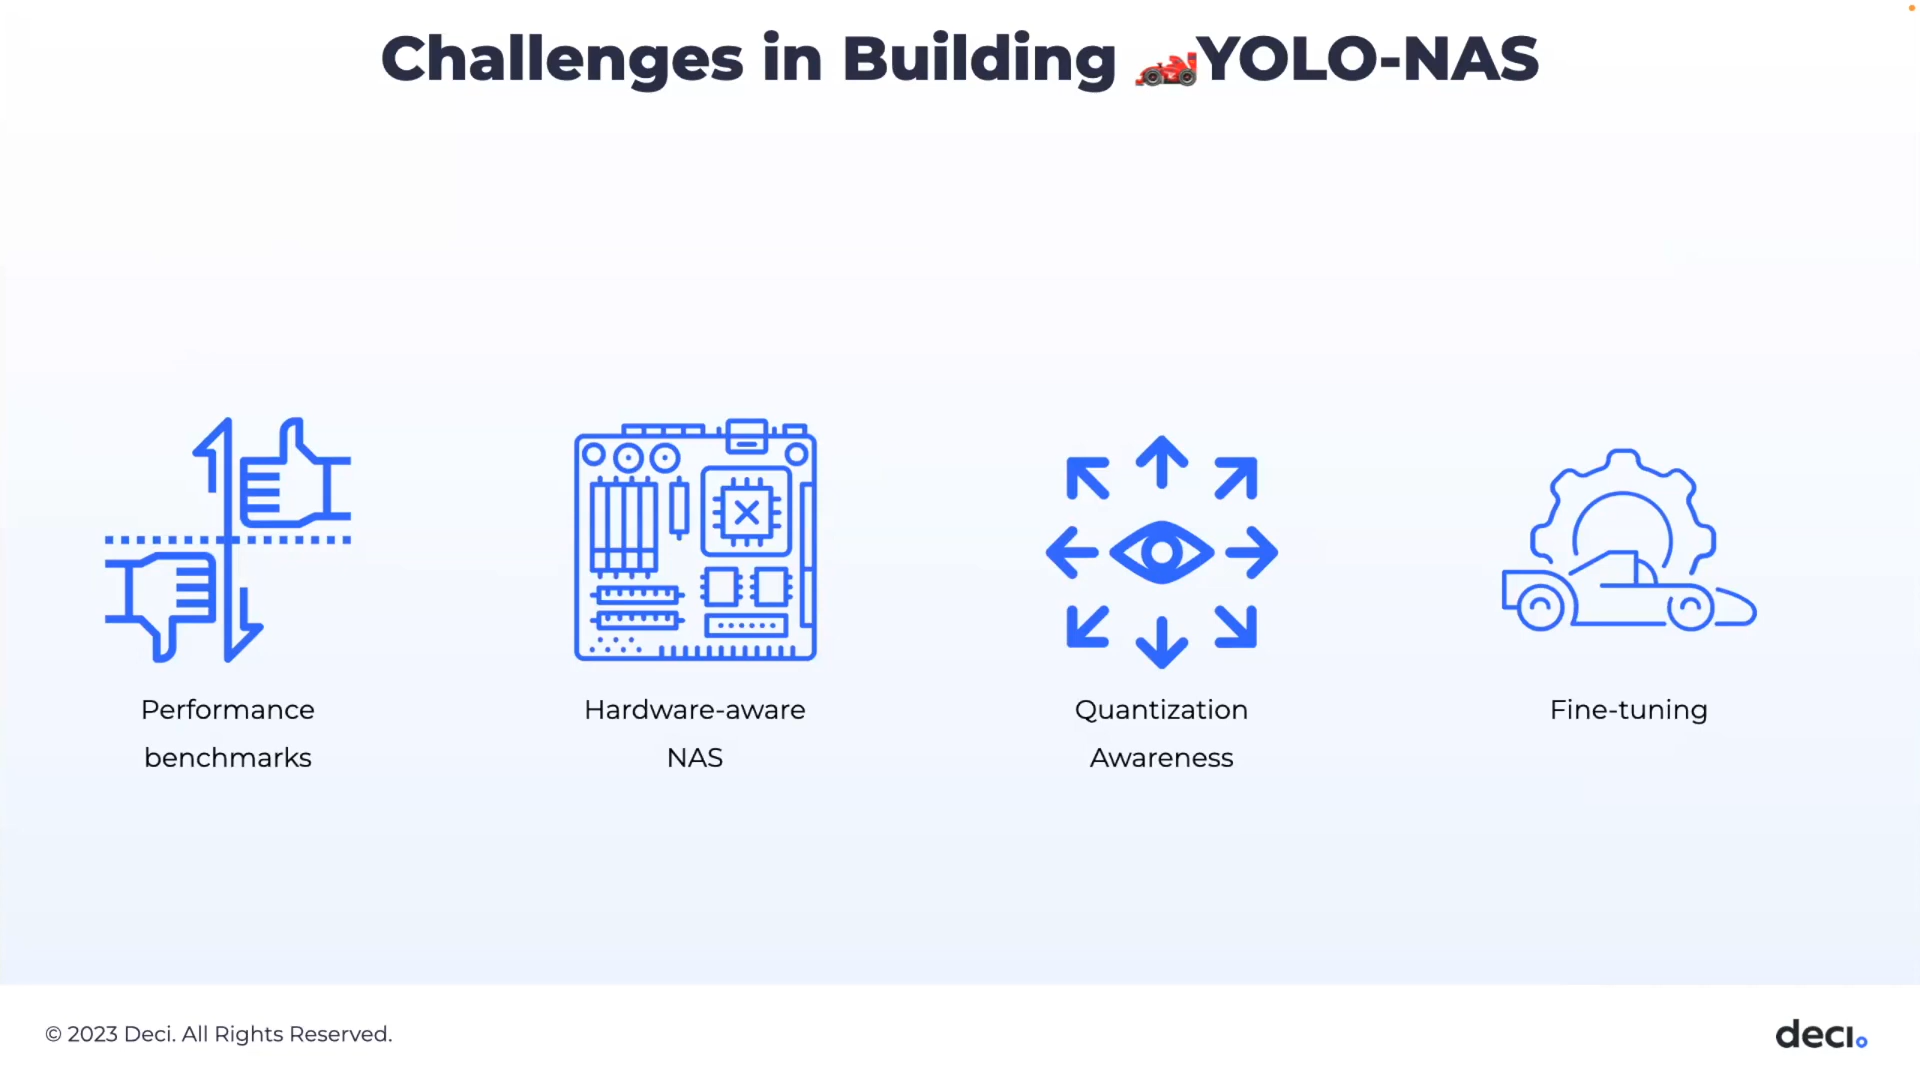 Challenges in Building 🏎️YOLO-NAS
Performance
benchmarks
Hardware-aware
NAS
Quantization
Awareness
Fine-tuning
© 2023 Deci. All Rights Reserved.
deci.